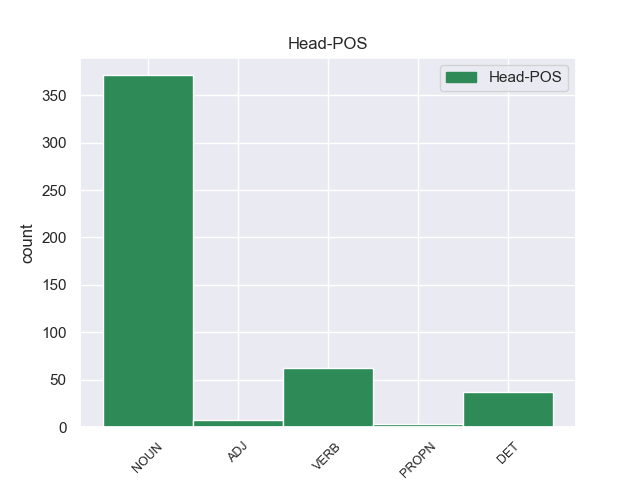 Head-POS
Head-POS
350
300
250
200
150
100
50
0
count
NOUN
ADJ
VERB
PROPN
DET